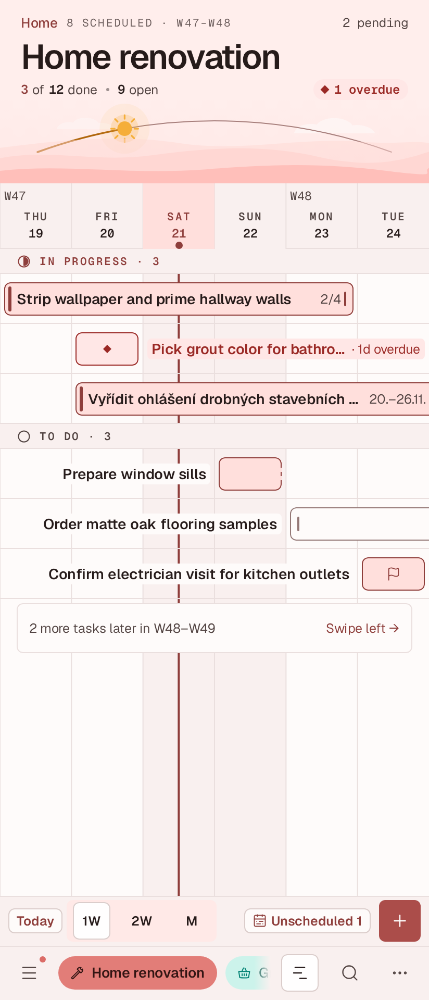 Home 8 SCHEDULED · W47–W48 2 pending
Home renovation
3 of 12 done • 9 open ◆ 1 overdue
W47 W48
THU FRI SAT SUN MON TUE
19 20 21 22 23 24
IN PROGRESS · 3
Strip wallpaper and prime hallway walls 2/4
Pick grout color for bathro… · 1d overdue
Vyřídit ohlášení drobných stavebních … 20.–26.11.
TO DO · 3
Prepare window sills
Order matte oak flooring samples
Confirm electrician visit for kitchen outlets
2 more tasks later in W48–W49 Swipe left →
Today 1W 2W M Unscheduled 1 +
Home renovation G